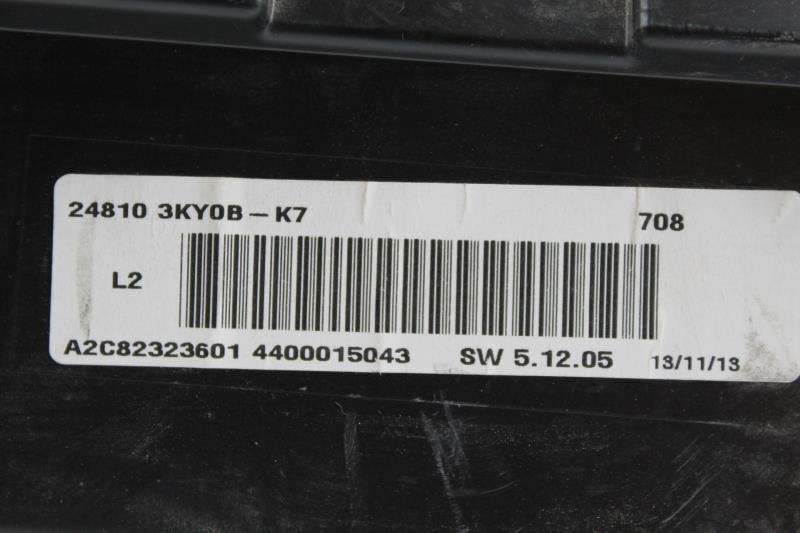 24810 3KY0B - K7 708
L2
A2C82323601 4400015043 SW 5.12.05 13/11/13